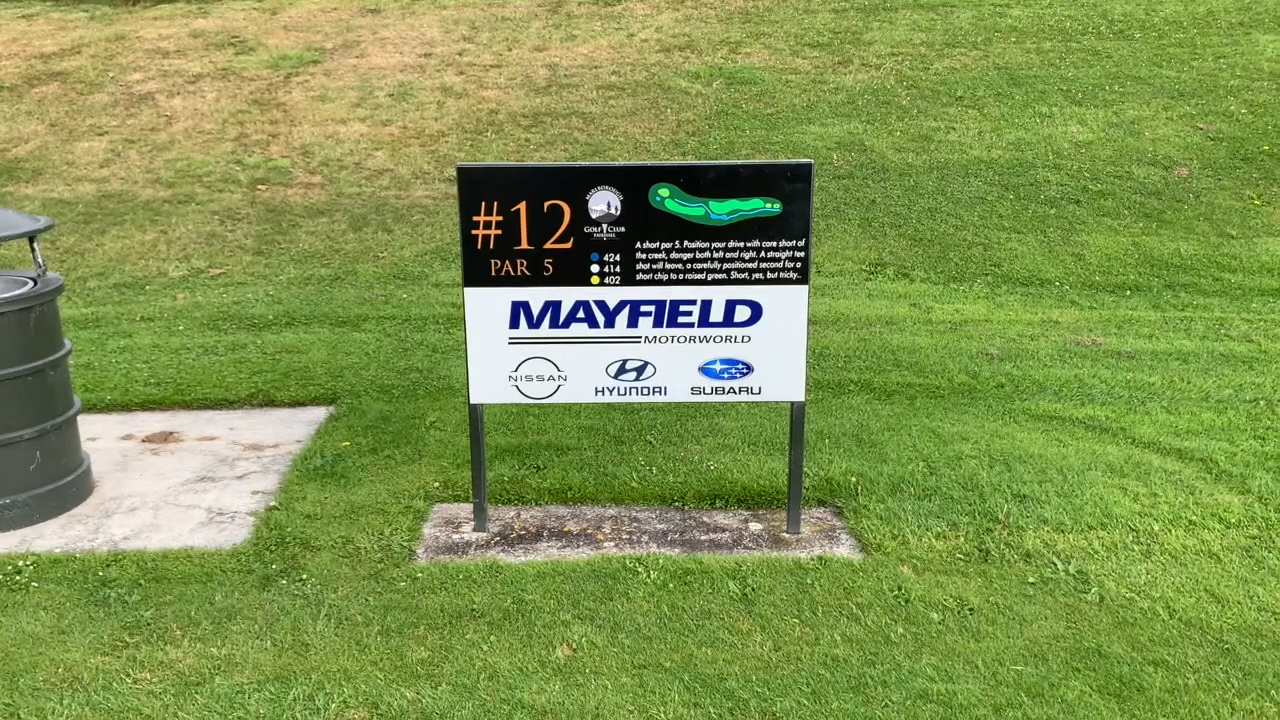 #12
PAR 5
MARLBOROUGH
GOLF CLUB
FAIRHALL
424
414
402
A short par 5. Position your drive with care short of
the creek, danger both left and right. A straight tee
shot will leave, a carefully positioned second for a
short chip to a raised green. Short, yes, but tricky..
MAYFIELD
MOTORWORLD
NISSAN
HYUNDAI
SUBARU